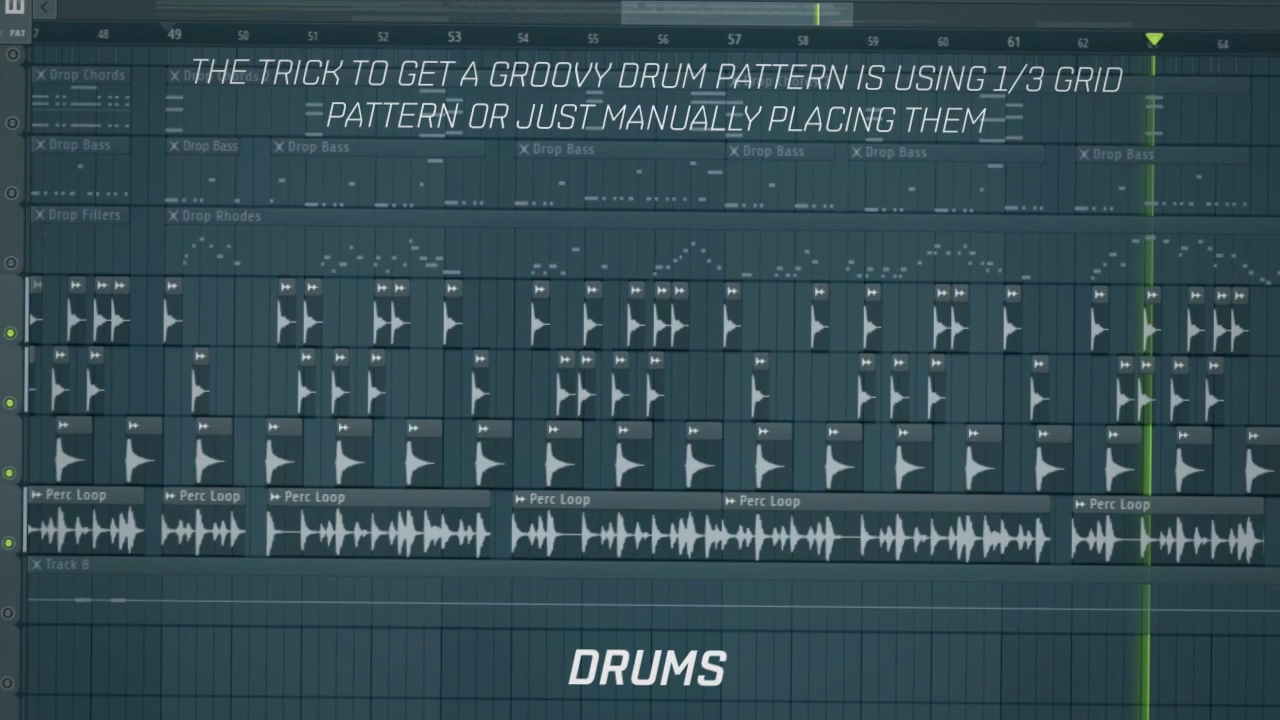 PAT
7 48 49 50 51 52 53 54 55 56 57 58 59 60 61 62 64
Drop Chords
THE TRICK TO GET A GROOVY DRUM PATTERN IS USING 1/3 GRID
PATTERN OR JUST MANUALLY PLACING THEM
Drop Bass Drop Bass Drop Bass Drop Bass Drop Bass Drop Bass Drop Bass
Drop Fillers Drop Rhodes
Perc Loop Perc Loop Perc Loop Perc Loop Perc Loop Perc Loop
Track 8
DRUMS